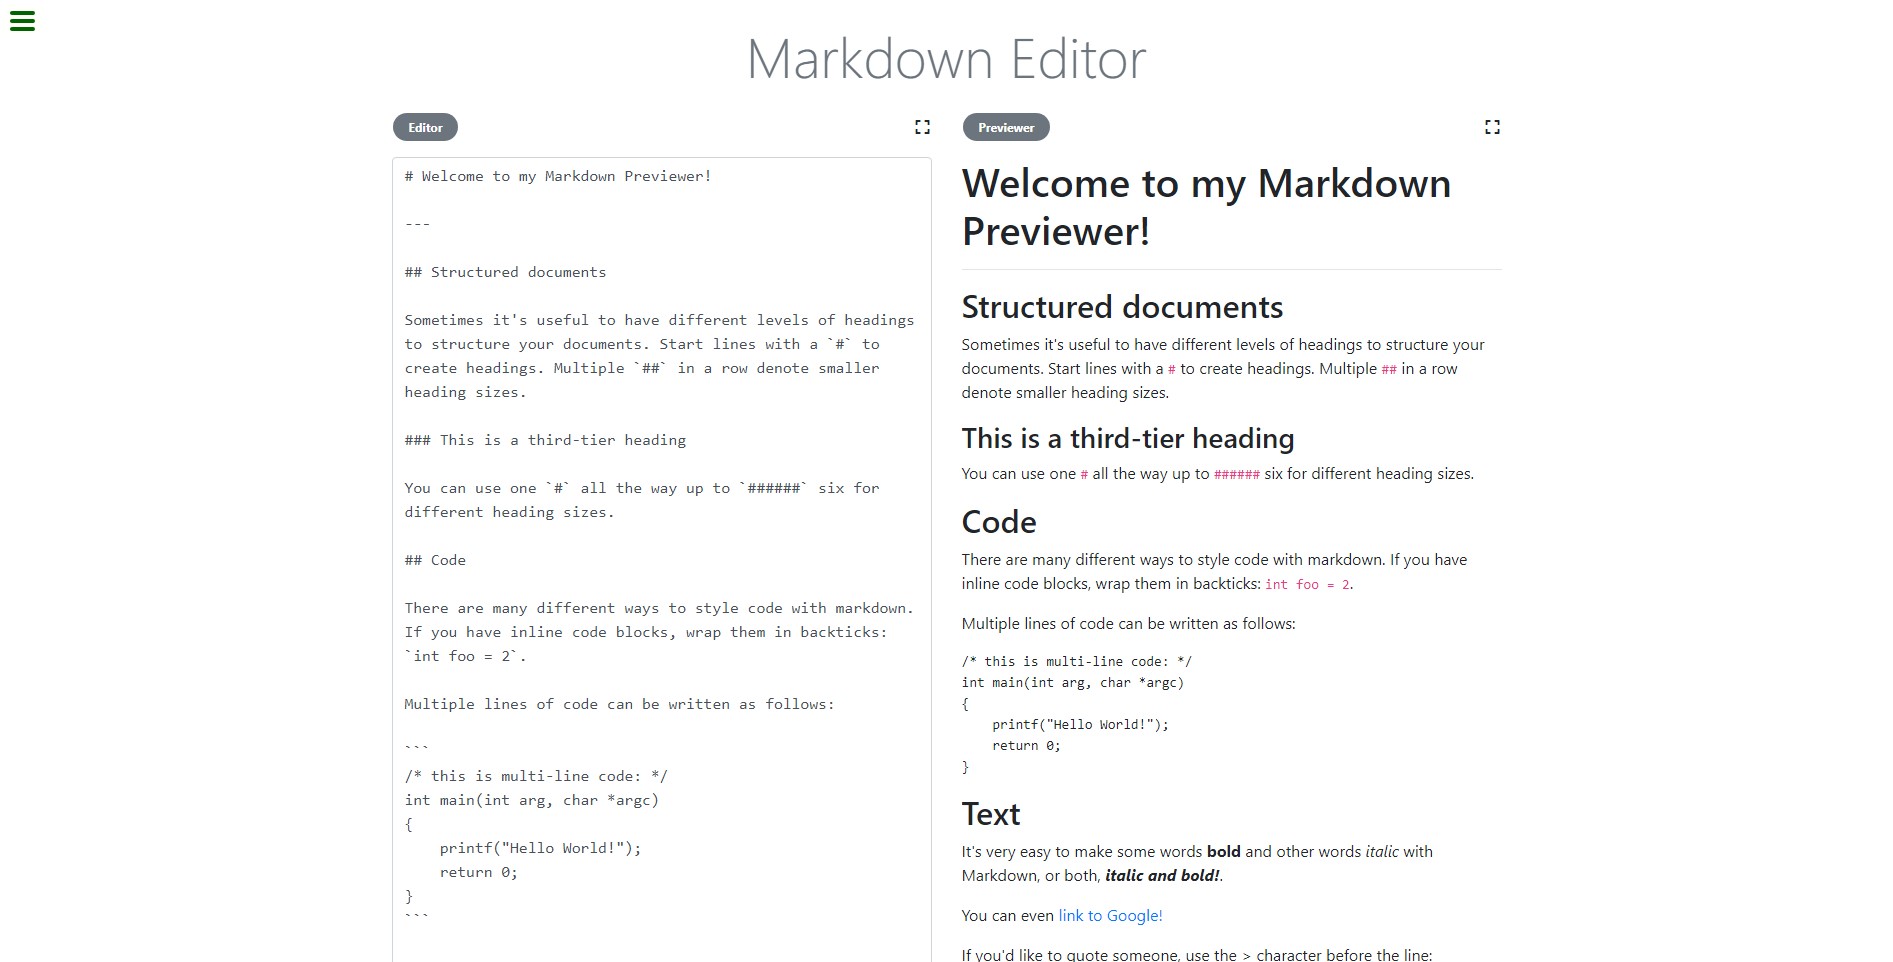 Markdown Editor
Editor
# Welcome to my Markdown Previewer!
---
## Structured documents
Sometimes it's useful to have different levels of headings
to structure your documents. Start lines with a `#` to
create headings. Multiple `##` in a row denote smaller
heading sizes.
### This is a third-tier heading
You can use one `#` all the way up to `######` six for
different heading sizes.
## Code
There are many different ways to style code with markdown.
If you have inline code blocks, wrap them in backticks:
`int foo = 2`.
Multiple lines of code can be written as follows:
```
/* this is multi-line code: */
int main(int arg, char *argc)
{
    printf("Hello World!");
    return 0;
}
```
Previewer
Welcome to my Markdown
Previewer!
Structured documents
Sometimes it's useful to have different levels of headings to structure your
documents. Start lines with a # to create headings. Multiple ## in a row
denote smaller heading sizes.
This is a third-tier heading
You can use one # all the way up to ###### six for different heading sizes.
Code
There are many different ways to style code with markdown. If you have
inline code blocks, wrap them in backticks: int foo = 2.
Multiple lines of code can be written as follows:
/* this is multi-line code: */
int main(int arg, char *argc)
{
    printf("Hello World!");
    return 0;
}
Text
It's very easy to make some words bold and other words italic with
Markdown, or both, italic and bold!.
You can even link to Google!
If you'd like to quote someone, use the > character before the line: